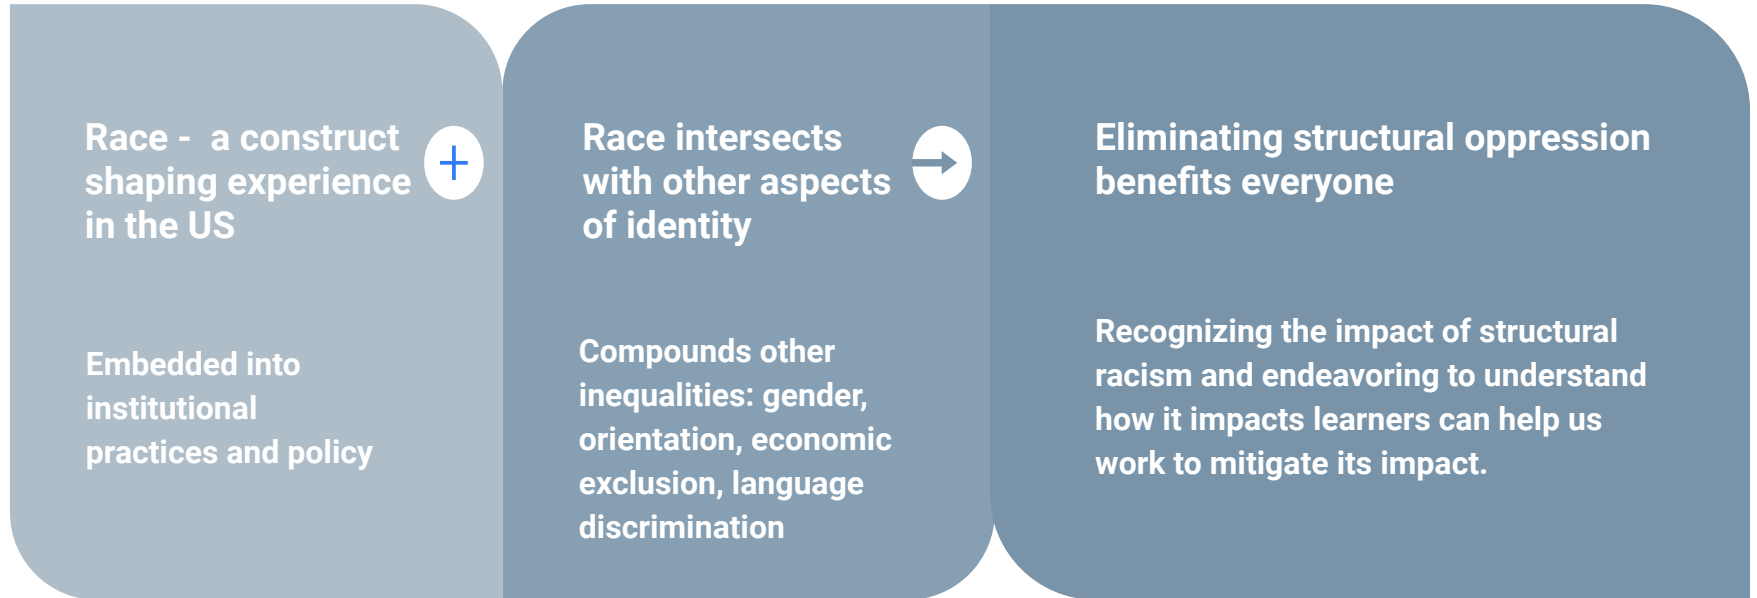 Race -  a construct
shaping experience
in the US
Embedded into
institutional
practices and policy
Race intersects
with other aspects
of identity
Compounds other
inequalities: gender,
orientation, economic
exclusion, language
discrimination
Eliminating structural oppression
benefits everyone
Recognizing the impact of structural
racism and endeavoring to understand
how it impacts learners can help us
work to mitigate its impact.